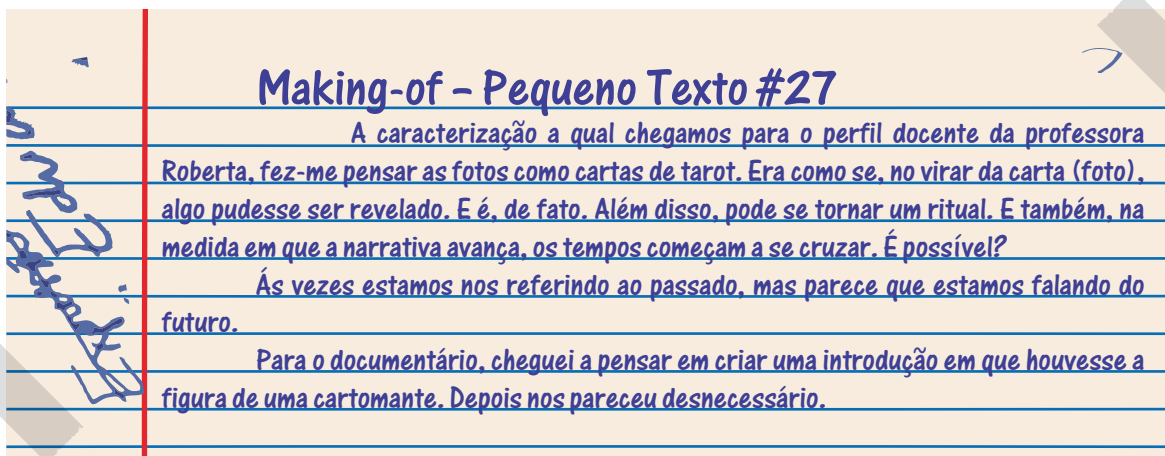 Making-of – Pequeno Texto #27
A caracterização a qual chegamos para o perfil docente da professora
Roberta, fez-me pensar as fotos como cartas de tarot. Era como se, no virar da carta (foto),
algo pudesse ser revelado. E é, de fato. Além disso, pode se tornar um ritual. E também, na
medida em que a narrativa avança, os tempos começam a se cruzar. É possível?
Ás vezes estamos nos referindo ao passado, mas parece que estamos falando do
futuro.
Para o documentário, cheguei a pensar em criar uma introdução em que houvesse a
figura de uma cartomante. Depois nos pareceu desnecessário.